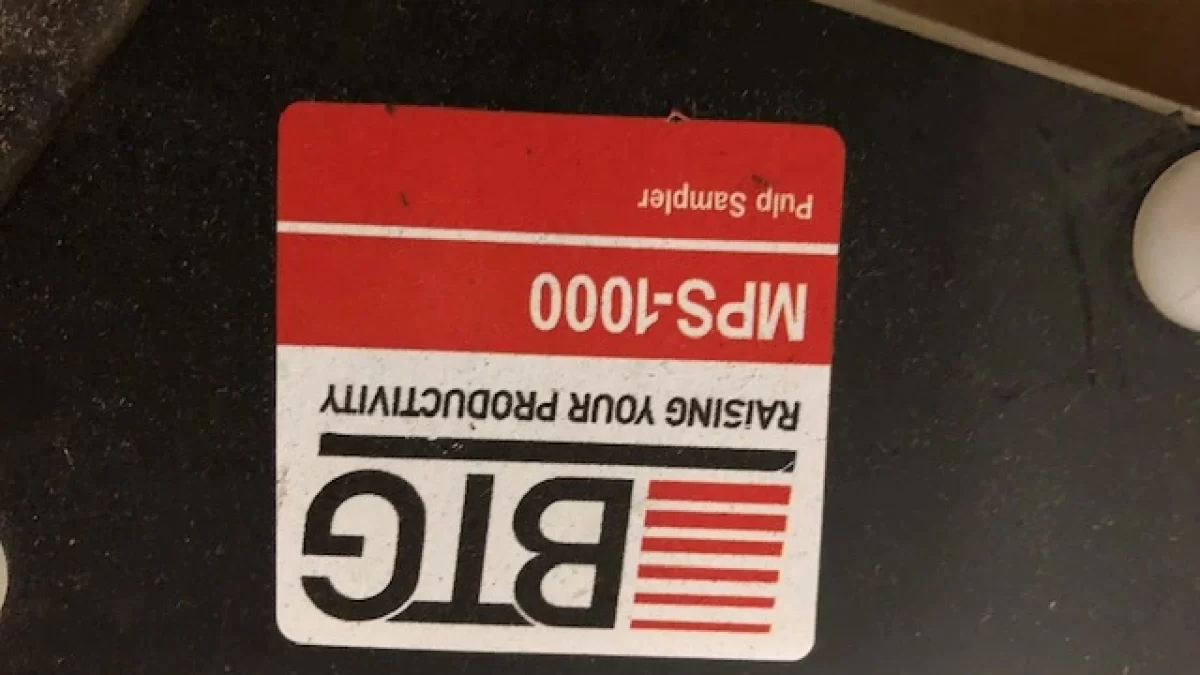 BTG
RAISING YOUR PRODUCTIVITY
MPS-1000
Pulp Sampler